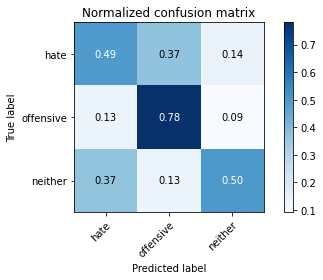 Normalized confusion matrix
True label
hate 0.49 0.37 0.14
offensive 0.13 0.78 0.09
neither 0.37 0.13 0.50
hate offensive neither
Predicted label
0.7
0.6
0.5
0.4
0.3
0.2
0.1